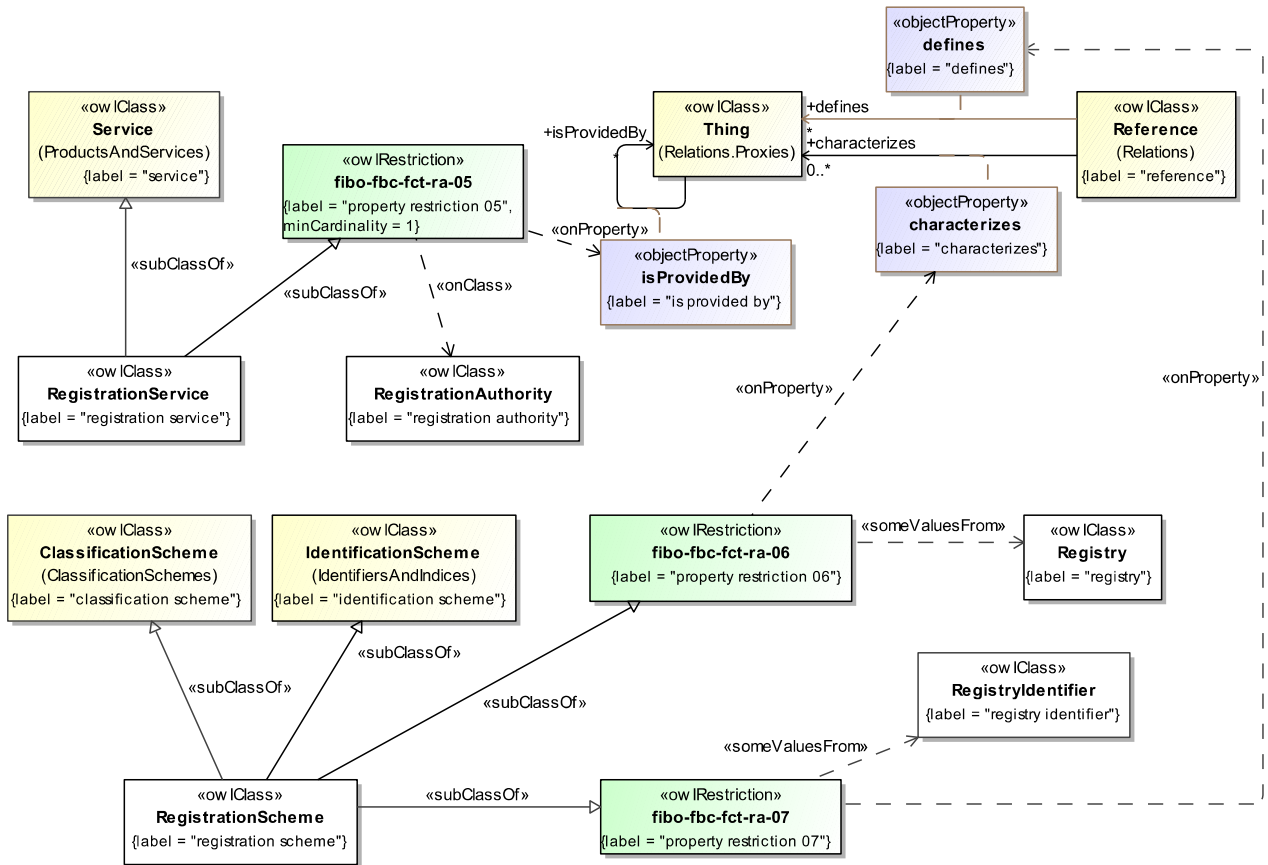 «objectProperty»
defines
{label = "defines"}
«owlClass»
Service
(ProductsAndServices)
{label = "service"}
«owlRestriction»
fibo-fbc-fct-ra-05
{label = "property restriction 05",
minCardinality = 1}
+isProvidedBy
*
«owlClass»
Thing
(Relations.Proxies)
+defines
*
+characterizes
0..*
«owlClass»
Reference
(Relations)
{label = "reference"}
«objectProperty»
characterizes
{label = "characterizes"}
«onProperty»
«objectProperty»
isProvidedBy
{label = "is provided by"}
«subClassOf»
«subClassOf»
«onClass»
«owlClass»
RegistrationService
{label = "registration service"}
«owlClass»
RegistrationAuthority
{label = "registration authority"}
«onProperty»
«onProperty»
«owlClass»
ClassificationScheme
(ClassificationSchemes)
{label = "classification scheme"}
«owlClass»
IdentificationScheme
(IdentifiersAndIndices)
{label = "identification scheme"}
«owlRestriction»
fibo-fbc-fct-ra-06
{label = "property restriction 06"}
«someValuesFrom»
«owlClass»
Registry
{label = "registry"}
«subClassOf»
«subClassOf»
«subClassOf»
«owlClass»
RegistryIdentifier
{label = "registry identifier"}
«someValuesFrom»
«owlClass»
RegistrationScheme
{label = "registration scheme"}
«subClassOf»
«owlRestriction»
fibo-fbc-fct-ra-07
{label = "property restriction 07"}